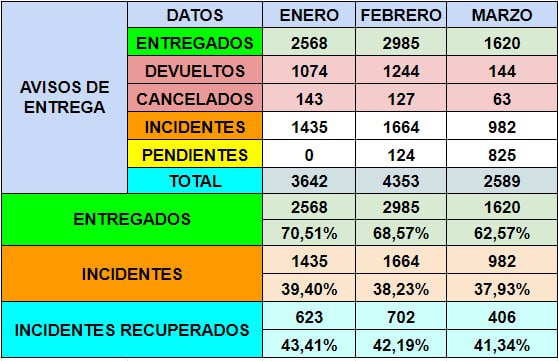 DATOS ENERO FEBRERO MARZO
AVISOS DE ENTREGA
ENTREGADOS 2568 2985 1620
DEVUELTOS 1074 1244 144
CANCELADOS 143 127 63
INCIDENTES 1435 1664 982
PENDIENTES 0 124 825
TOTAL 3642 4353 2589
ENTREGADOS 2568 2985 1620
70,51% 68,57% 62,57%
INCIDENTES 1435 1664 982
39,40% 38,23% 37,93%
INCIDENTES RECUPERADOS 623 702 406
43,41% 42,19% 41,34%